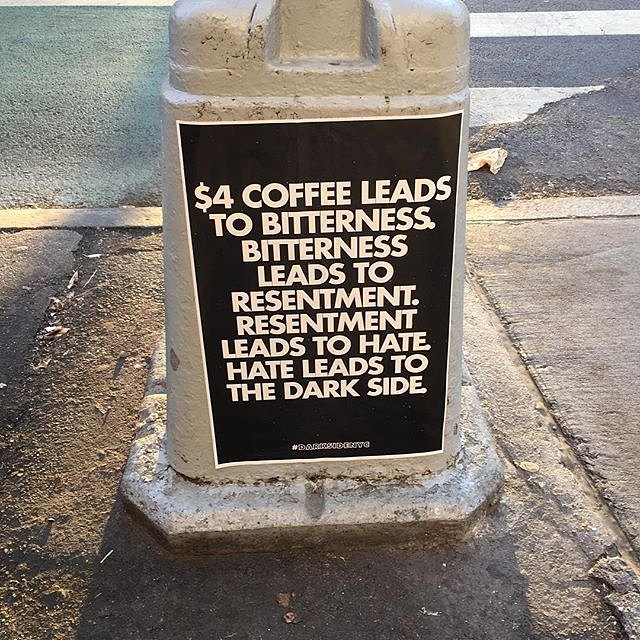 $4 COFFEE LEADS
TO BITTERNESS.
BITTERNESS
LEADS TO
RESENTMENT.
RESENTMENT
LEADS TO HATE.
HATE LEADS TO
THE DARK SIDE.
#DARKSIDENYC